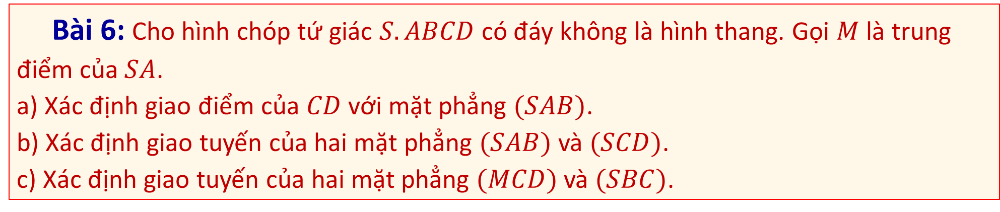 Bài 6: Cho hình chóp tứ giác S. ABCD có đáy không là hình thang. Gọi M là trung
điểm của SA.
a) Xác định giao điểm của CD với mặt phẳng (SAB).
b) Xác định giao tuyến của hai mặt phẳng (SAB) và (SCD).
c) Xác định giao tuyến của hai mặt phẳng (MCD) và (SBC).